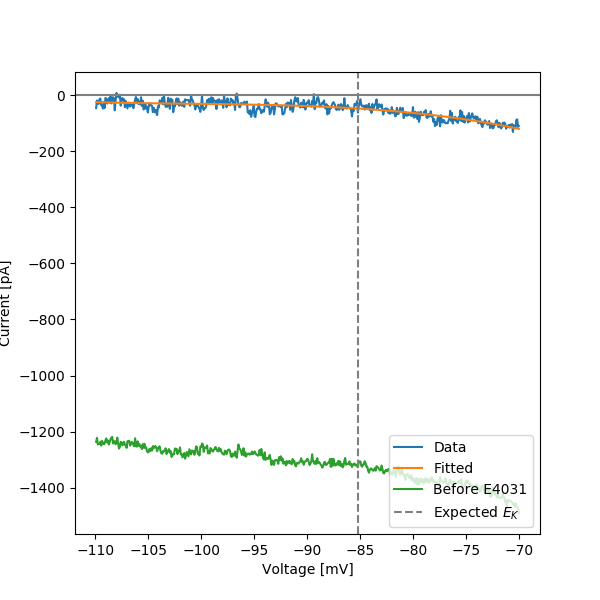 0
−200
−400
−600
−800
−1000
−1200
−1400
Current [pA]
Data
Fitted
Before E4031
Expected E_K
−110 −105 −100 −95 −90 −85 −80 −75 −70
Voltage [mV]